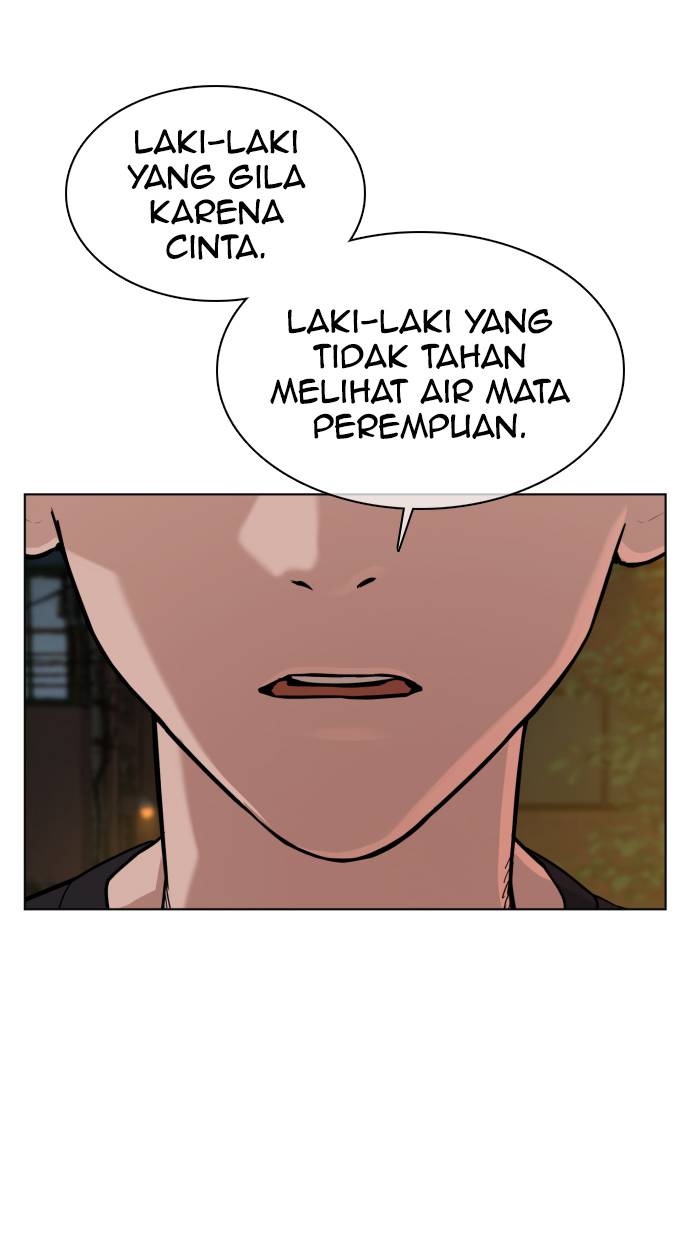 LAKI-LAKI
YANG GILA
KARENA
CINTA.
LAKI-LAKI YANG
TIDAK TAHAN
MELIHAT AIR MATA
PEREMPUAN.